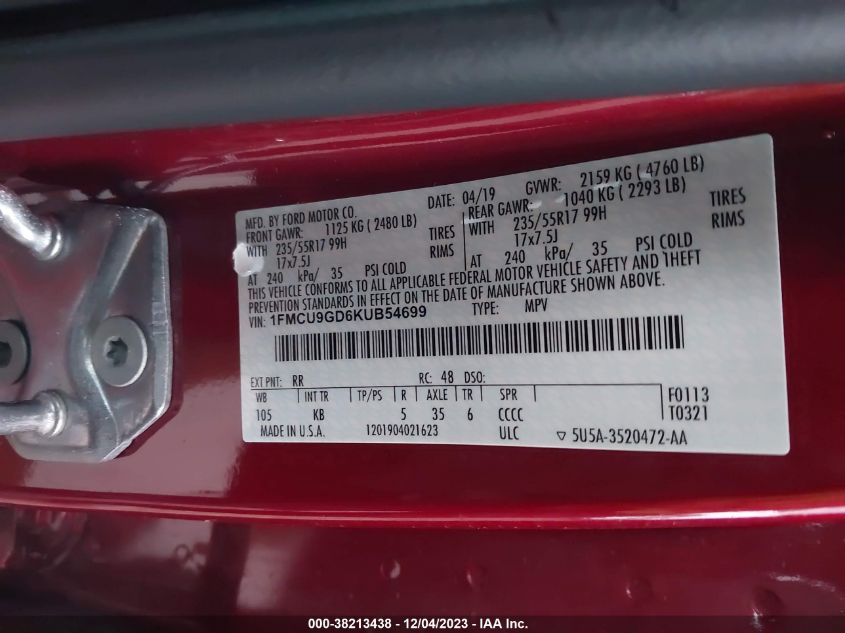 MFD. BY FORD MOTOR CO.
DATE: 04/19
GVWR: 2159 KG ( 4760 LB)
FRONT GAWR: 1125 KG ( 2480 LB)
REAR GAWR: 1040 KG ( 2293 LB)
WITH 235/55R17 99H TIRES
WITH 235/55R17 99H TIRES
17x7.5J RIMS
17x7.5J RIMS
AT 240 kPa/ 35 PSI COLD
AT 240 kPa/ 35 PSI COLD
THIS VEHICLE CONFORMS TO ALL APPLICABLE FEDERAL MOTOR VEHICLE SAFETY AND THEFT
PREVENTION STANDARDS IN EFFECT ON THE DATE OF MANUFACTURE SHOWN ABOVE.
VIN: 1FMCU9GD6KUB54699 TYPE: MPV
EXT PNT: RR RC: 48 DSO:
WB INT TR TP/PS R AXLE TR SPR
F0113
105 KB 5 35 6 CCCC
T0321
MADE IN U.S.A. 1201904021623 ULC ▽ 5U5A-3520472-AA
000-38213438 - 12/04/2023 - IAA Inc.